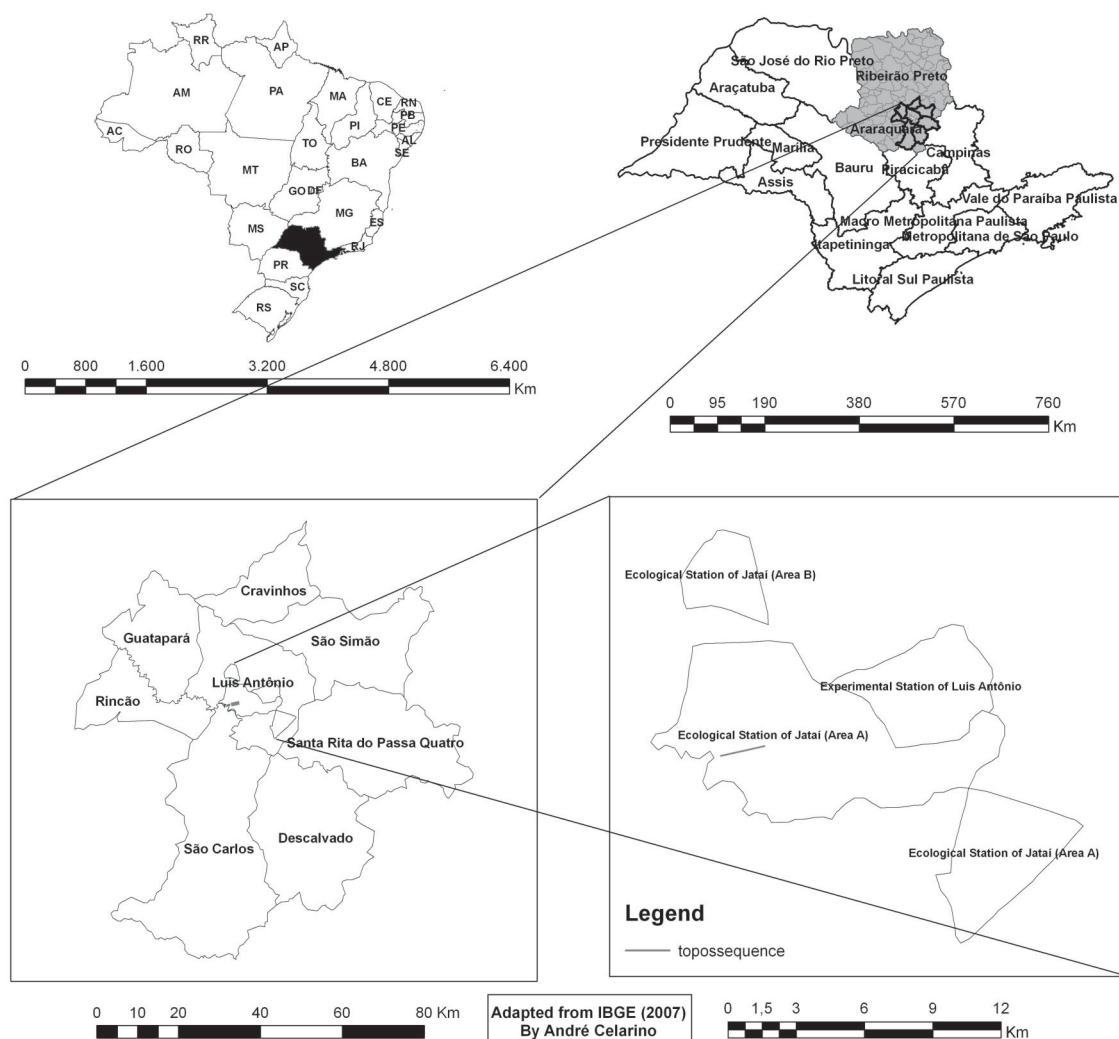 RR
AP
AM
PA
MA
CE
RN
PB
PE
AL
SE
PI
AC
RO
TO
BA
MT
GO
DF
MG
ES
MS
RJ
PR
SC
RS
0 800 1.600 3.200 4.800 6.400
Km
São José do Rio Preto
Ribeirão Preto
Araçatuba
Araraquara
Presidente Prudente
Marília
Campinas
Bauru
Piracicaba
Assis
Vale do Paraíba Paulista
Macro Metropolitana Paulista
Metropolitana de São Paulo
Itapetininga
Litoral Sul Paulista
0 95 190 380 570 760
Km
Cravinhos
Guatapará
São Simão
Luis Antônio
Rincão
Santa Rita do Passa Quatro
Descalvado
São Carlos
0 10 20 40 60 80 Km
Ecological Station of Jataí (Area B)
Experimental Station of Luis Antônio
Ecological Station of Jataí (Area A)
Ecological Station of Jataí (Area A)
Legend
topossequence
Adapted from IBGE (2007)
By André Celarino
0 1,5 3 6 9 12
Km